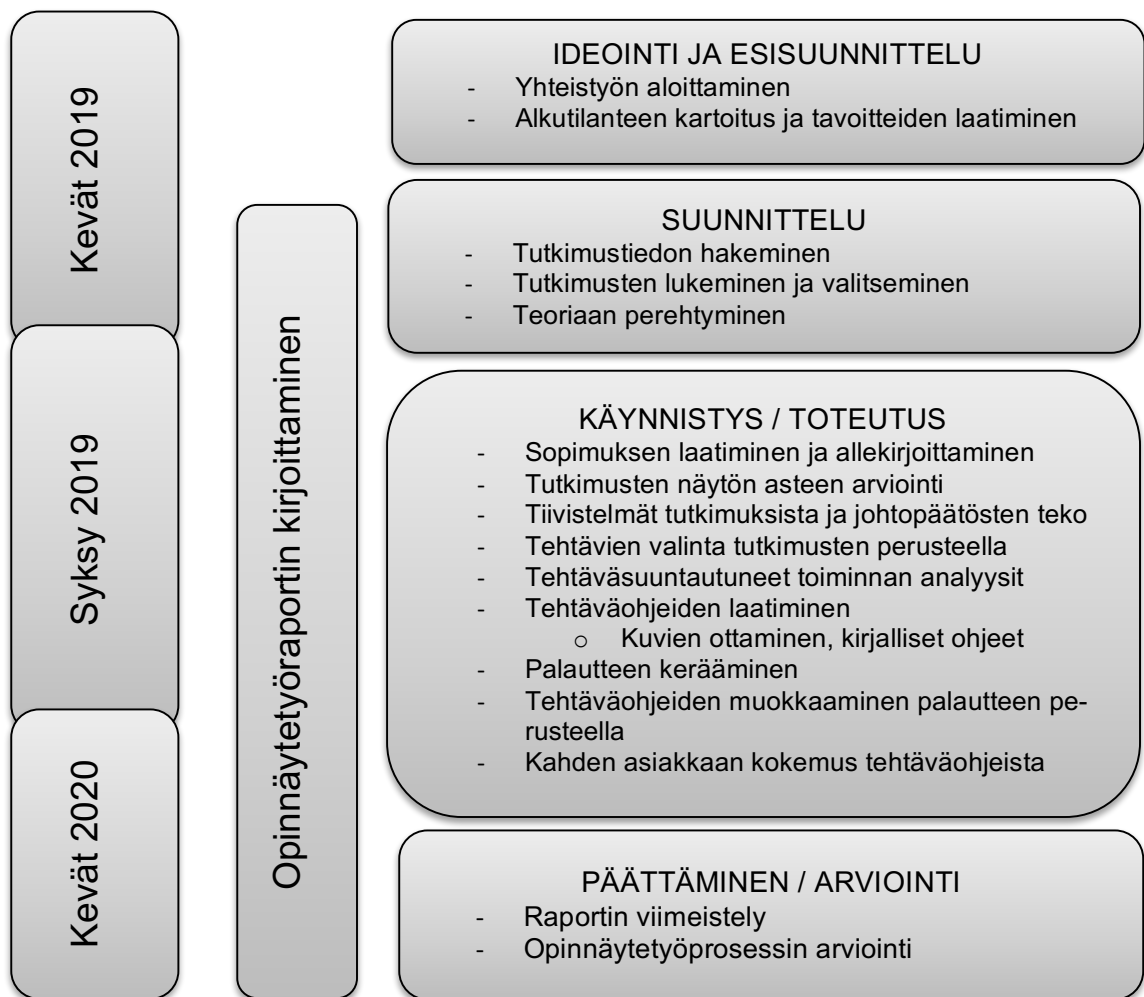 Kevät 2019
Syksy 2019
Kevät 2020
Opinnäytetyöraportin kirjoittaminen
IDEOINTI JA ESISUUNNITTELU
- Yhteistyön aloittaminen
- Alkutilanteen kartoitus ja tavoitteiden laatiminen
SUUNNITTELU
- Tutkimustiedon hakeminen
- Tutkimusten lukeminen ja valitseminen
- Teoriaan perehtyminen
KÄYNNISTYS / TOTEUTUS
- Sopimuksen laatiminen ja allekirjoittaminen
- Tutkimusten näytön asteen arviointi
- Tiivistelmät tutkimuksista ja johtopäätösten teko
- Tehtävien valinta tutkimusten perusteella
- Tehtäväsuuntautuneet toiminnan analyysit
- Tehtäväohjeiden laatiminen
o Kuvien ottaminen, kirjalliset ohjeet
- Palautteen kerääminen
- Tehtäväohjeiden muokkaaminen palautteen pe-
rusteella
- Kahden asiakkaan kokemus tehtäväohjeista
PÄÄTTÄMINEN / ARVIOINTI
- Raportin viimeistely
- Opinnäytetyöprosessin arviointi